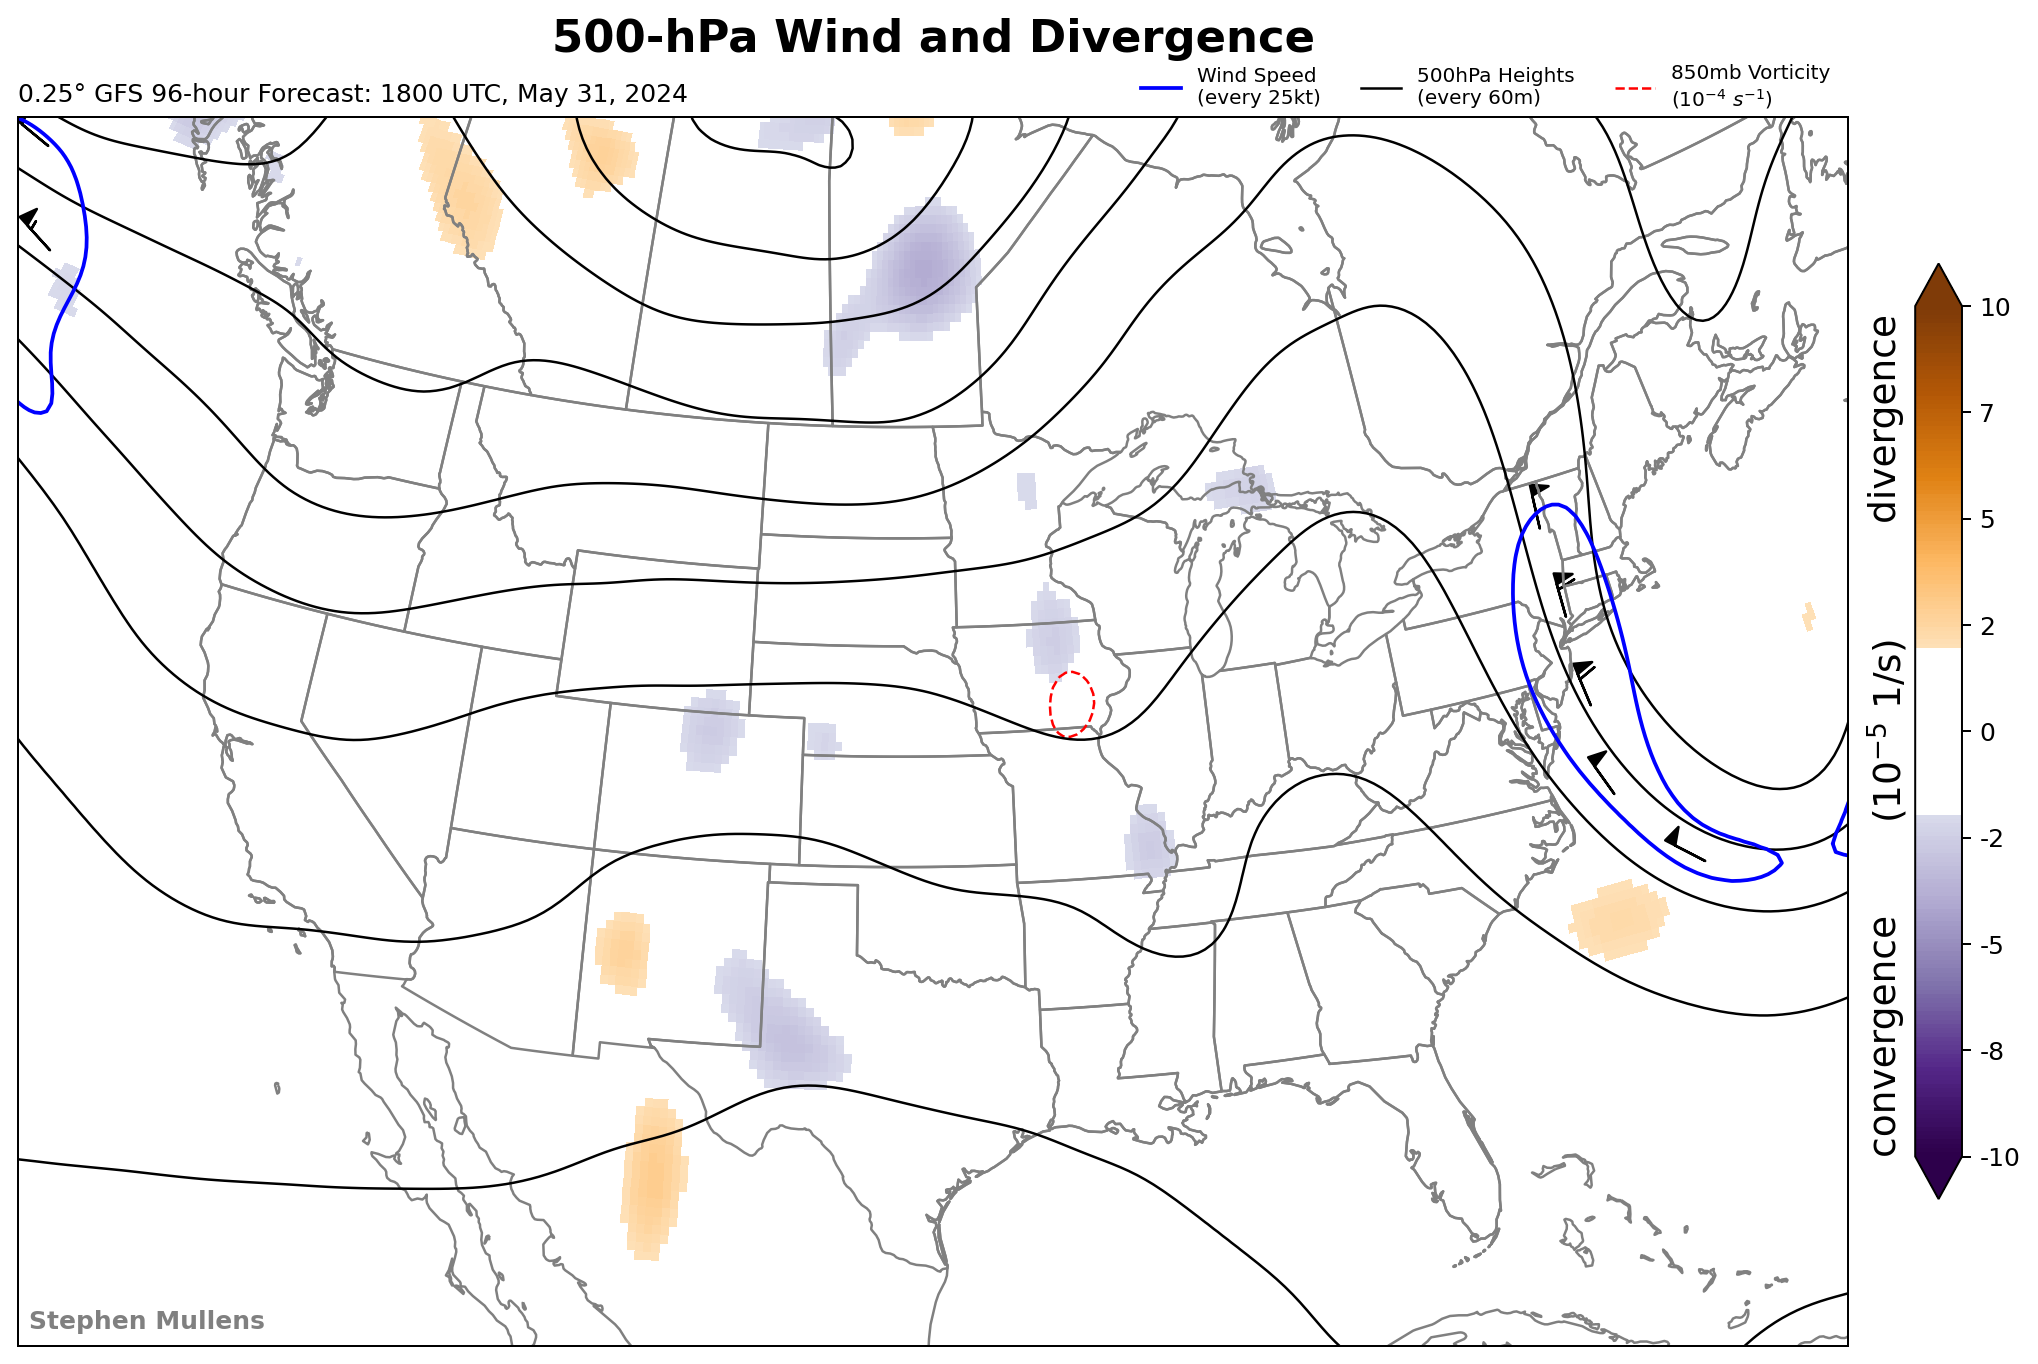 500-hPa Wind and Divergence
0.25° GFS 96-hour Forecast: 1800 UTC, May 31, 2024
Wind Speed
(every 25kt)
500hPa Heights
(every 60m)
850mb Vorticity
(10⁻⁴ s⁻¹)
10
7
5
2
0
-2
-5
-8
-10
divergence
(10⁻⁵ 1/s)
convergence
Stephen Mullens